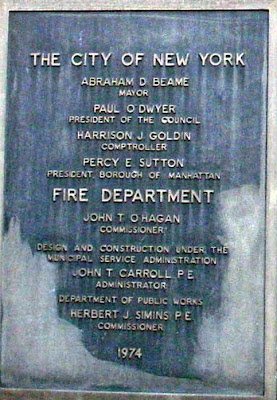 THE CITY OF NEW YORK
ABRAHAM D. BEAME
MAYOR
PAUL O'DWYER
PRESIDENT OF THE COUNCIL
HARRISON J. GOLDIN
COMPTROLLER
PERCY E. SUTTON
PRESIDENT, BOROUGH OF MANHATTAN
FIRE DEPARTMENT
JOHN T. O'HAGAN
COMMISSIONER
DESIGN AND CONSTRUCTION UNDER THE
MUNICIPAL SERVICE ADMINISTRATION
JOHN T. CARROLL P.E.
ADMINISTRATOR
DEPARTMENT OF PUBLIC WORKS
HERBERT J. SIMINS P.E.
COMMISSIONER
1974